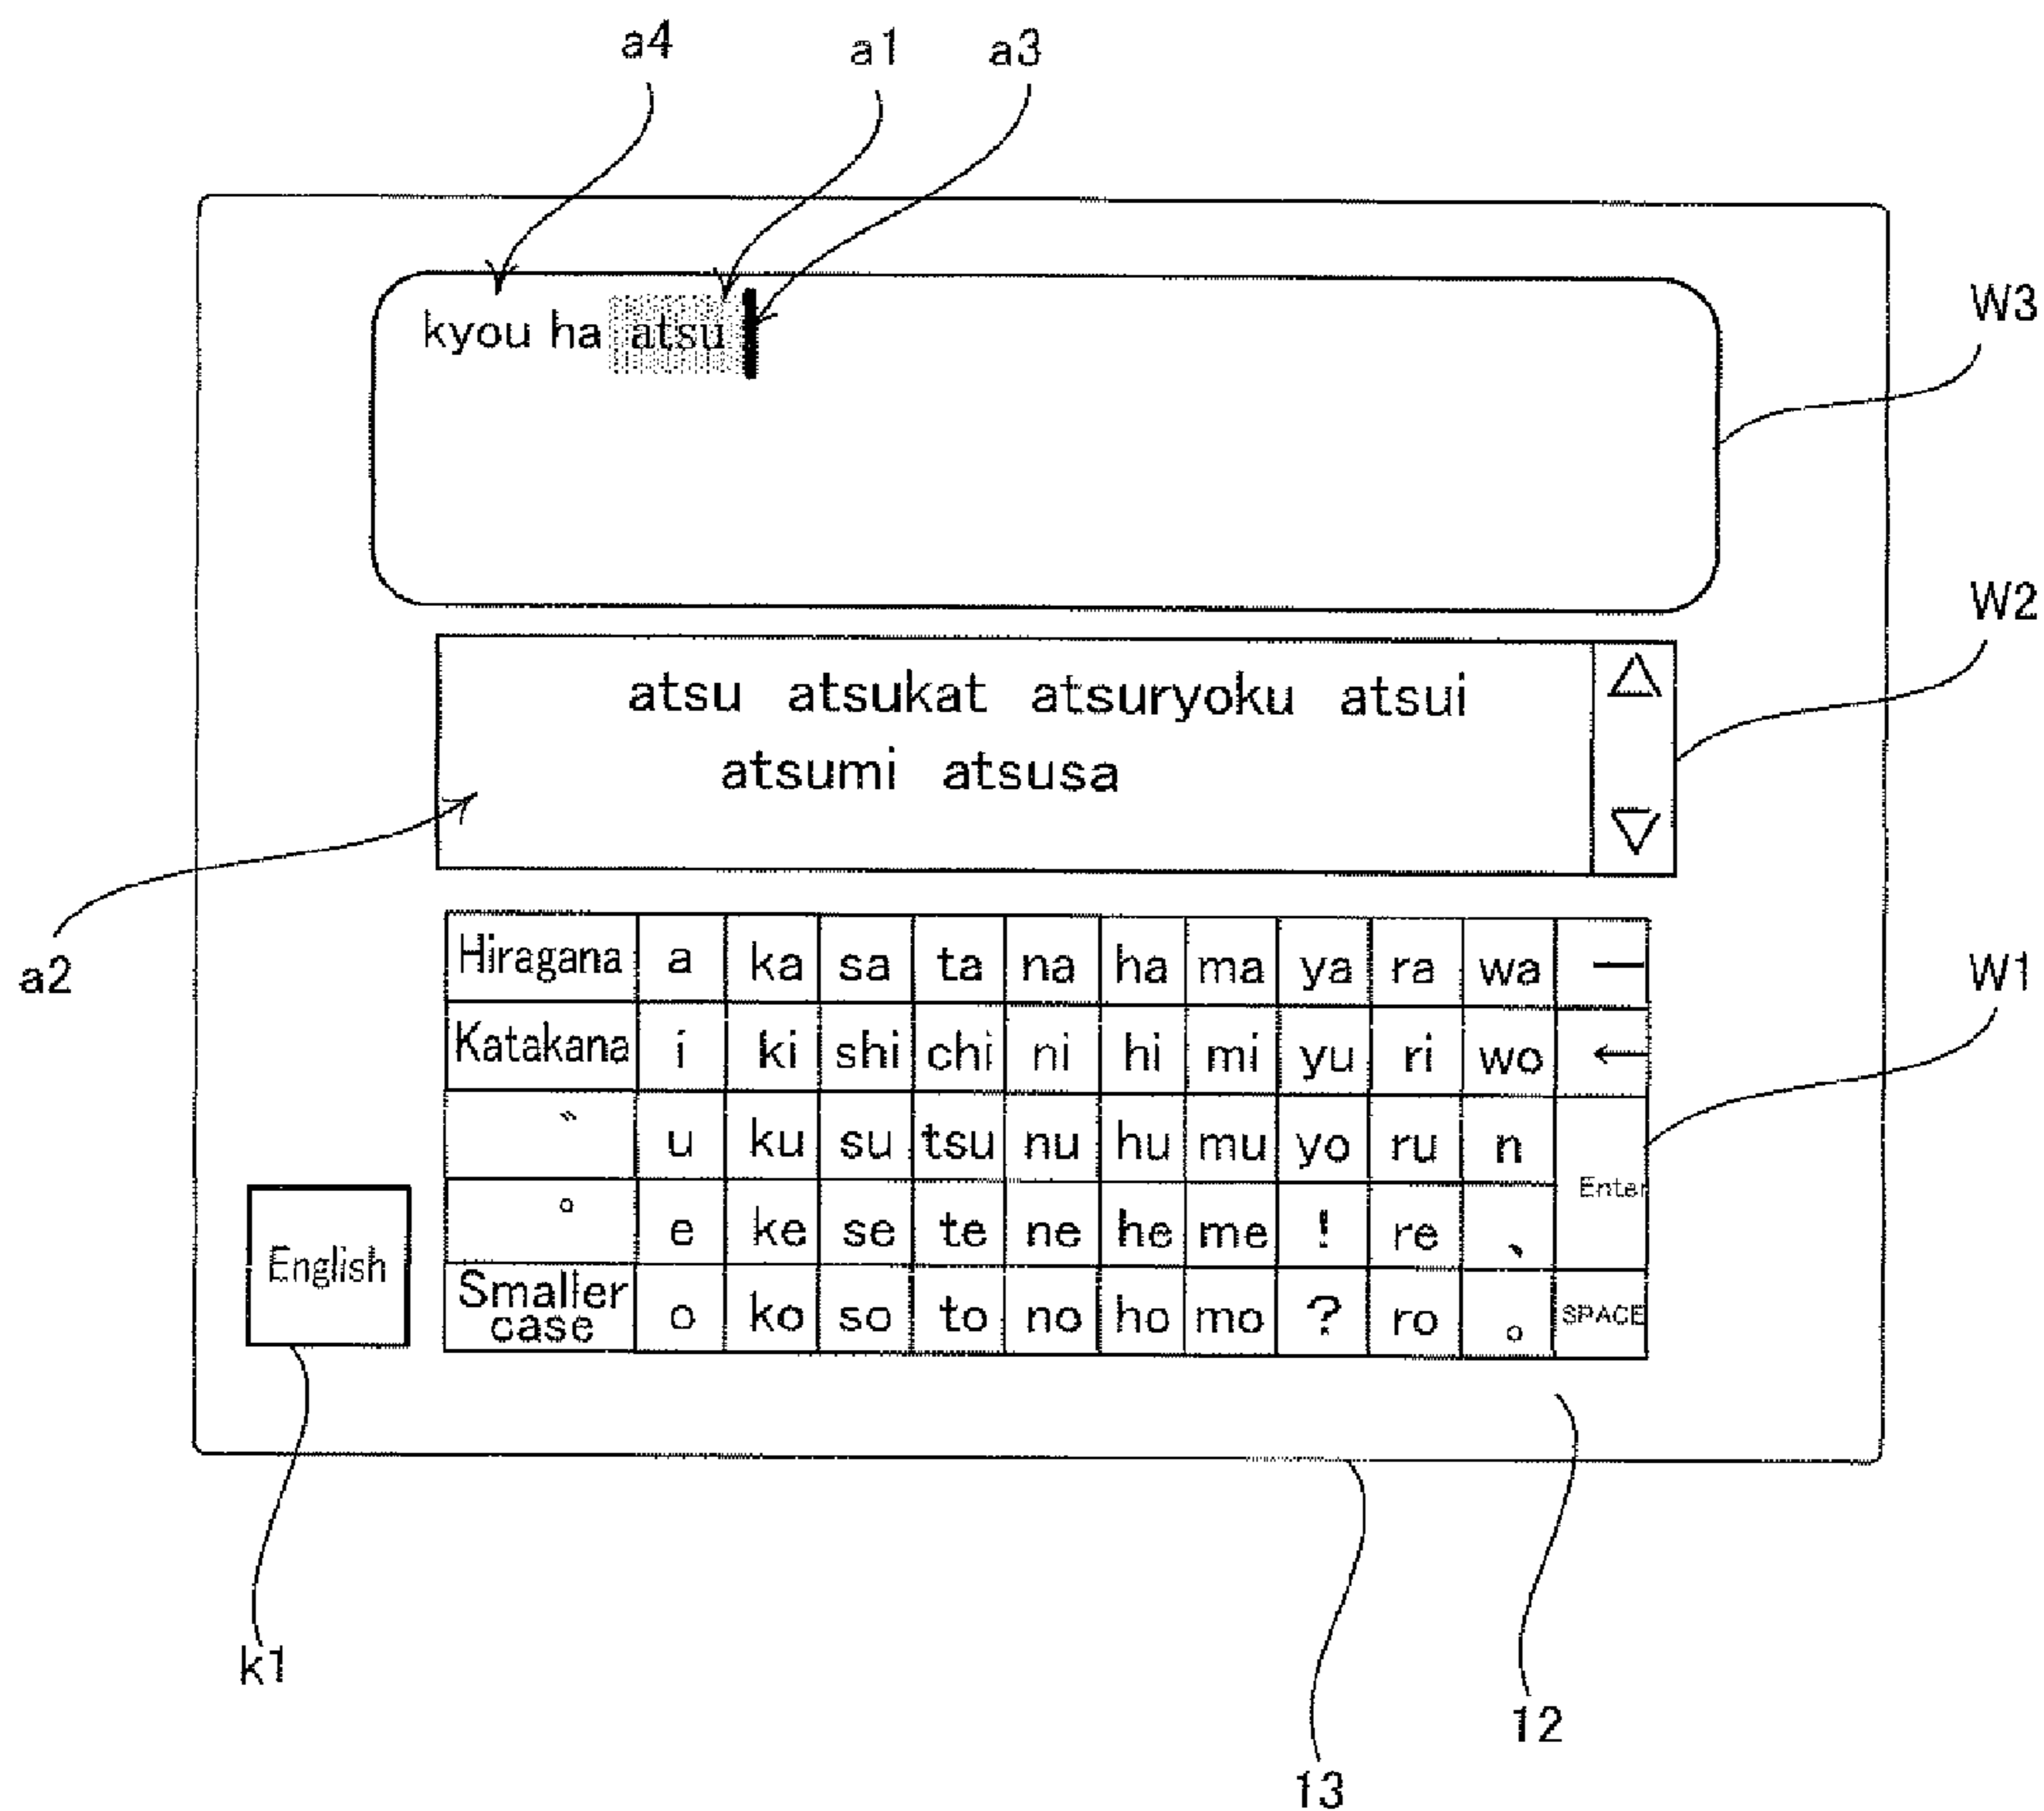 a4 a1 a3
kyou ha atsu
W3
W2
atsu atsukat atsuryoku atsui
atsumi atsusa
a2
W1
Hiragana a ka sa ta na ha ma ya ra wa —
Katakana i ki shi chi ni hi mi yu ri wo ←
゛ u ku su tsu nu hu mu yo ru n
Enter
゜ e ke se te ne he me ! re 、
Smaller
case o ko so to no ho mo ? ro 。 SPACE
English
k1
12
13